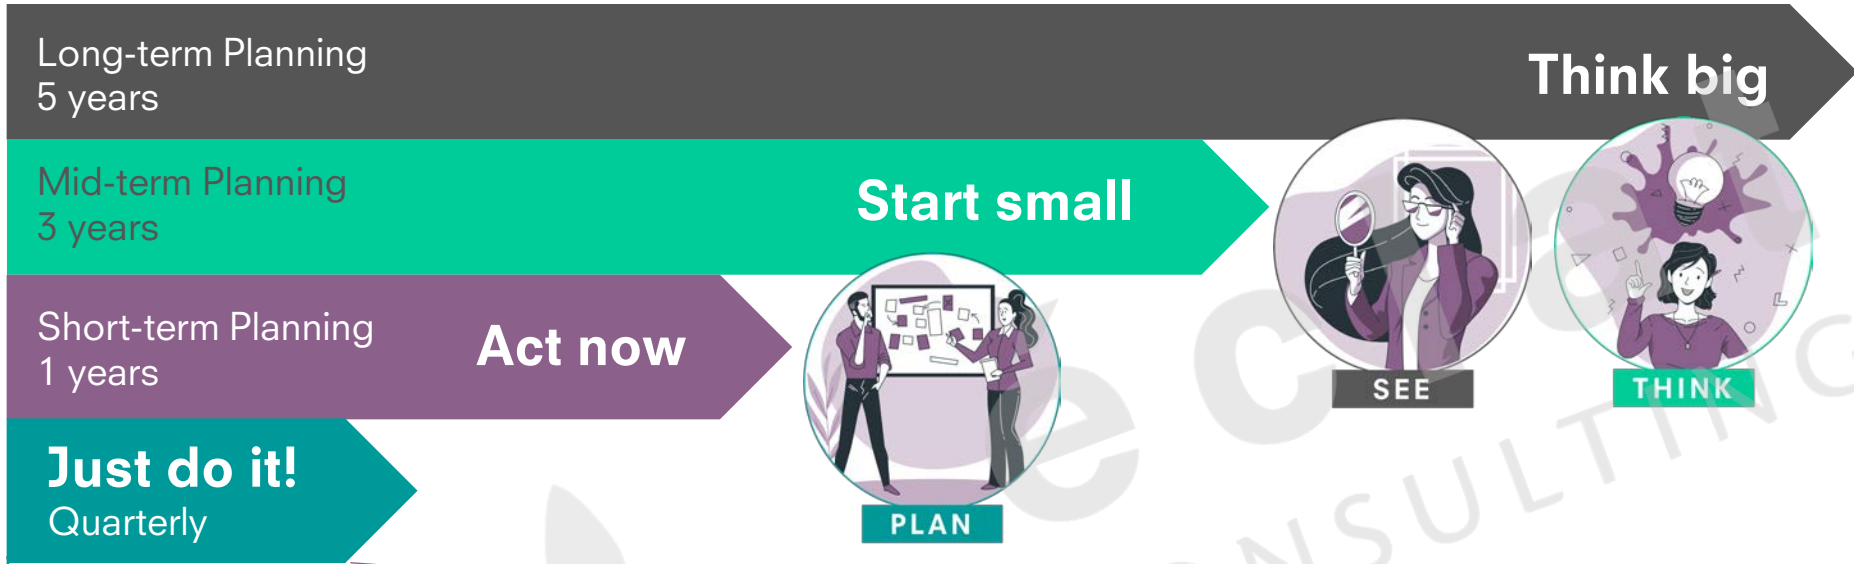 Long-term Planning
5 years
Think big
Mid-term Planning
3 years
Start small
Short-term Planning
1 years
Act now
Just do it!
Quarterly
SEE
THINK
PLAN